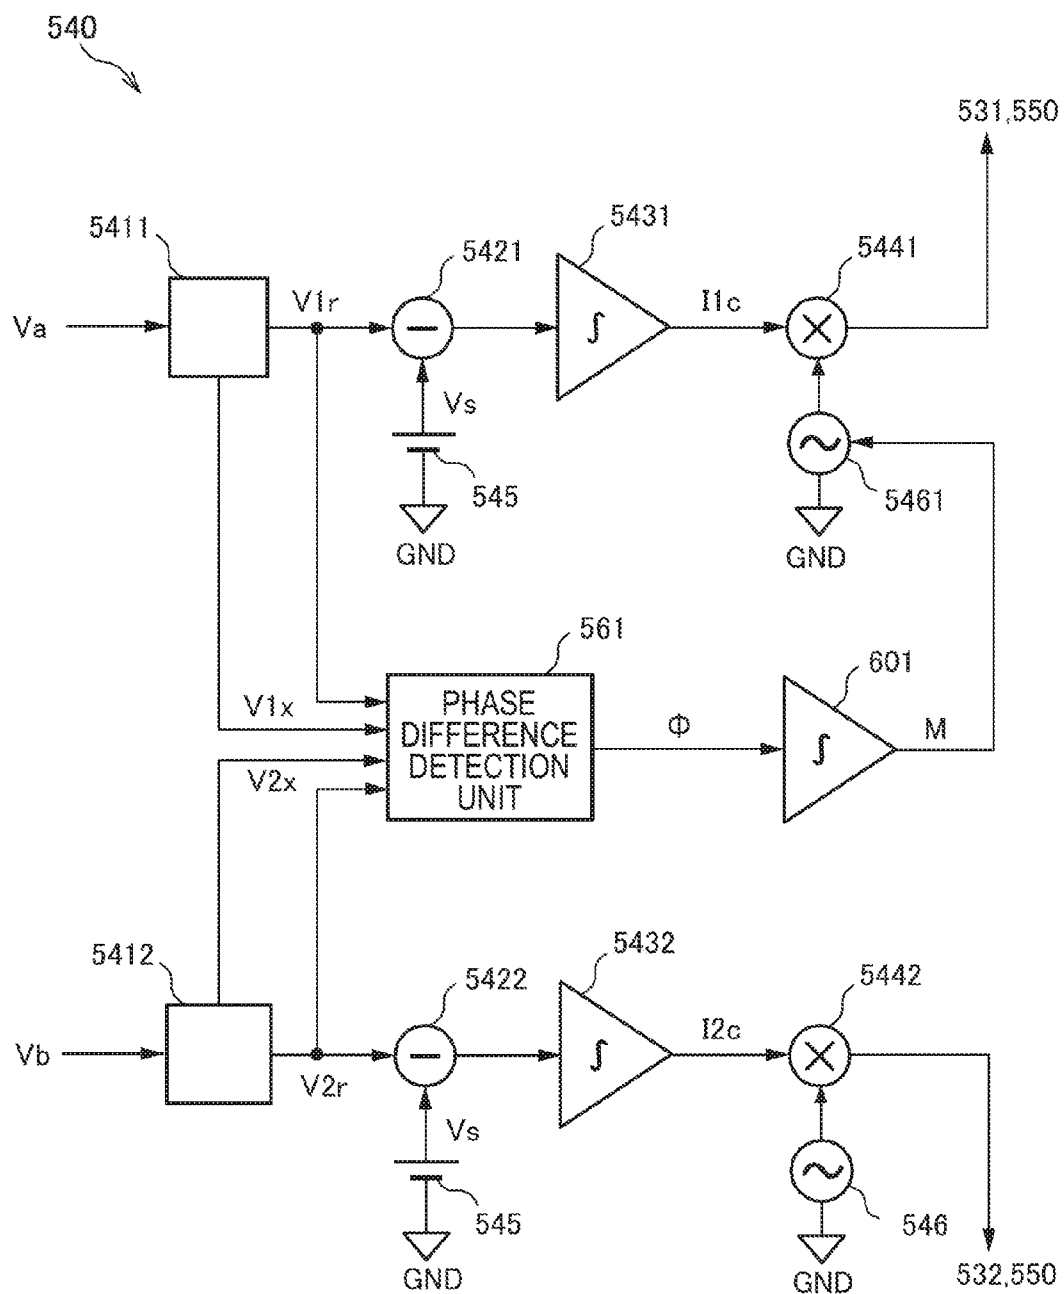 540
531,550
5411
5421
5431
5441
Va
V1r
−
∫
I1c
×
Vs
~
545
5461
GND
GND
561
601
V1x
PHASE
DIFFERENCE
DETECTION
UNIT
Φ
∫
M
V2x
5412
5422
5432
5442
Vb
V2r
−
∫
I2c
×
Vs
~
545
546
GND
GND
532,550